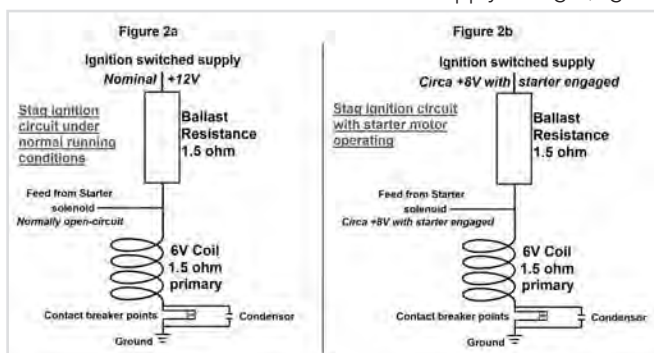 Figure 2a
Ignition switched supply
Nominal +12V
Stag ignition
circuit under
normal running
conditions
Ballast
Resistance
1.5 ohm
Feed from Starter
solenoid
Normally open-circuit
6V Coil
1.5 ohm
primary
Contact breaker points
Condensor
Ground
Figure 2b
Ignition switched supply
Circa +8V with starter engaged
Stag ignition circuit
with starter motor
operating
Ballast
Resistance
1.5 ohm
Feed from Starter
solenoid
Circa +8V with starter engaged
6V Coil
1.5 ohm
primary
Contact breaker points
Condensor
Ground